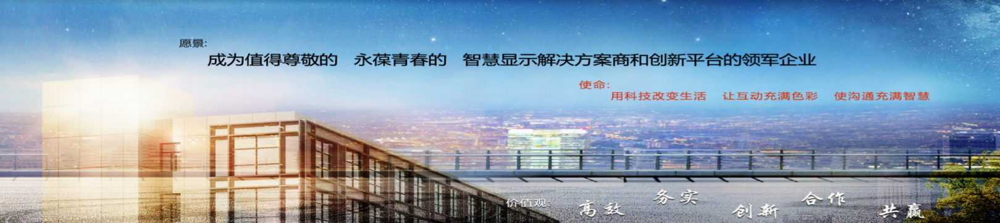 愿景:
成为值得尊敬的 永葆青春的 智慧显示解决方案商和创新平台的领军企业
使命:
用科技改变生活 让互动充满色彩 使沟通充满智慧
价值观: 高效 务实 创新 合作 共赢